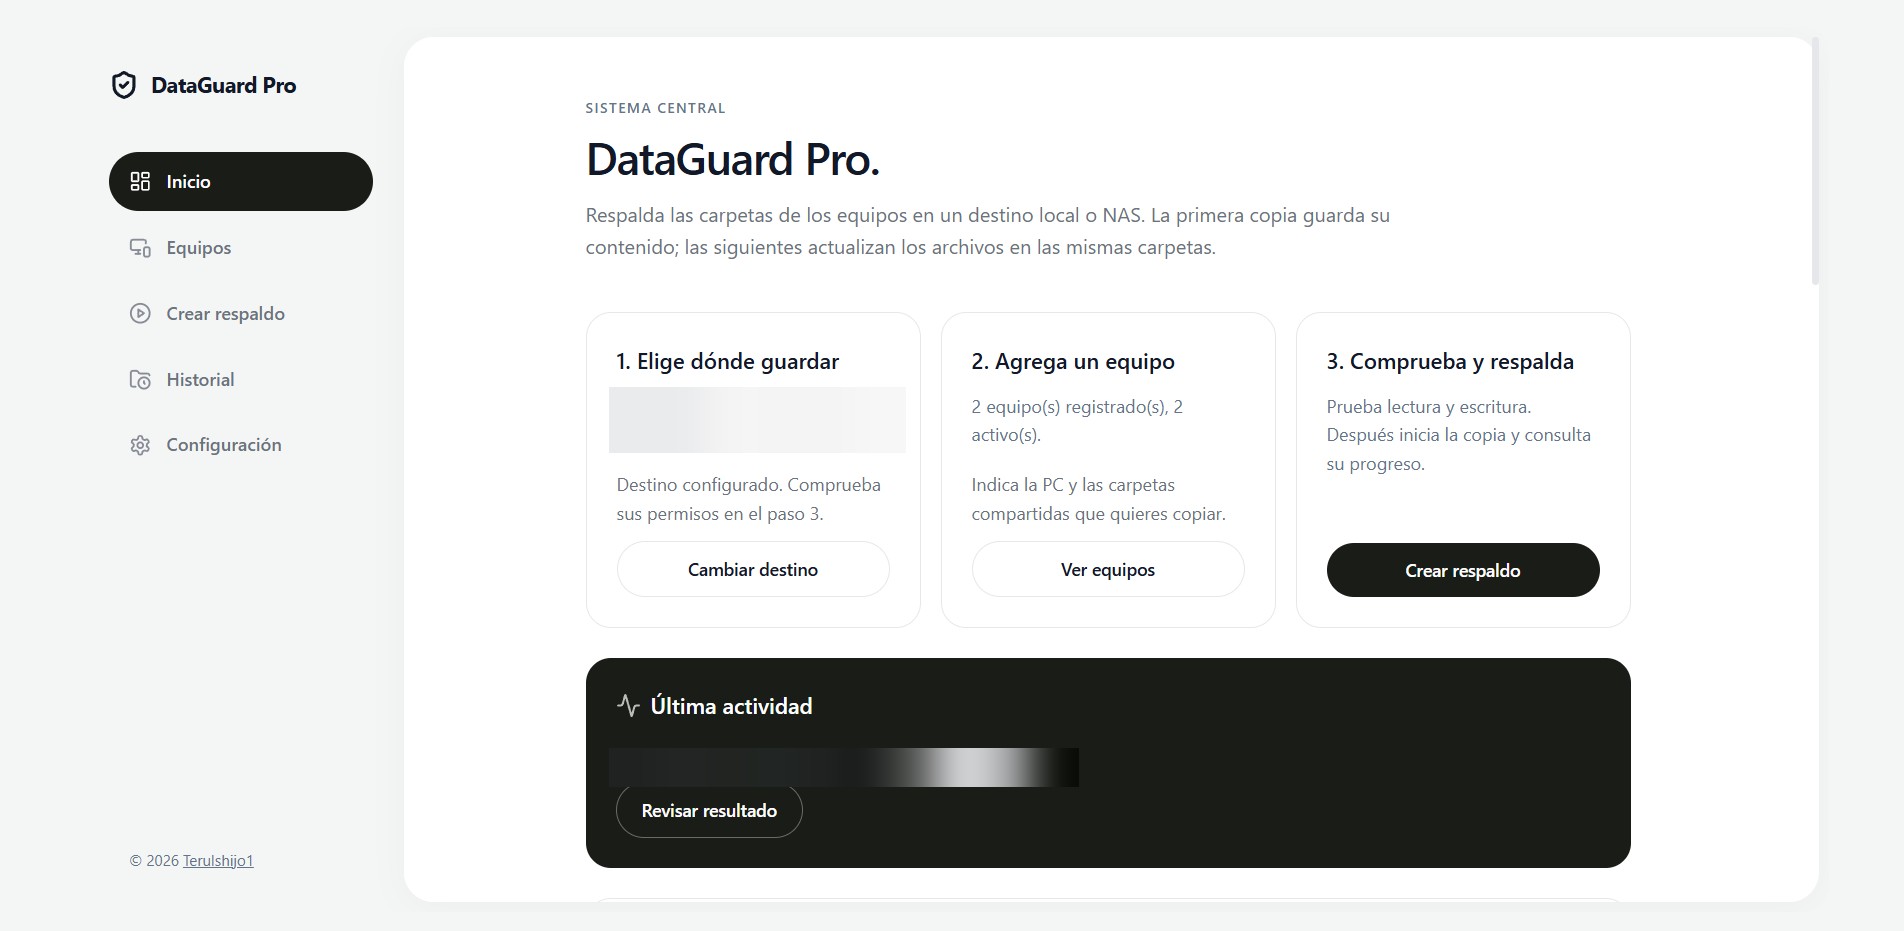 DataGuard Pro
Inicio
Equipos
Crear respaldo
Historial
Configuración
© 2026 Terulshijo1
SISTEMA CENTRAL
DataGuard Pro.
Respalda las carpetas de los equipos en un destino local o NAS. La primera copia guarda su
contenido; las siguientes actualizan los archivos en las mismas carpetas.
1. Elige dónde guardar
Destino configurado. Comprueba
sus permisos en el paso 3.
Cambiar destino
2. Agrega un equipo
2 equipo(s) registrado(s), 2
activo(s).
Indica la PC y las carpetas
compartidas que quieres copiar.
Ver equipos
3. Comprueba y respalda
Prueba lectura y escritura.
Después inicia la copia y consulta
su progreso.
Crear respaldo
Última actividad
Revisar resultado